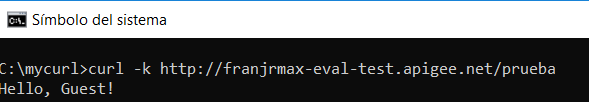 Símbolo del sistema
C:\mycurl>curl -k http://franjrmax-eval-test.apigee.net/prueba
Hello, Guest!